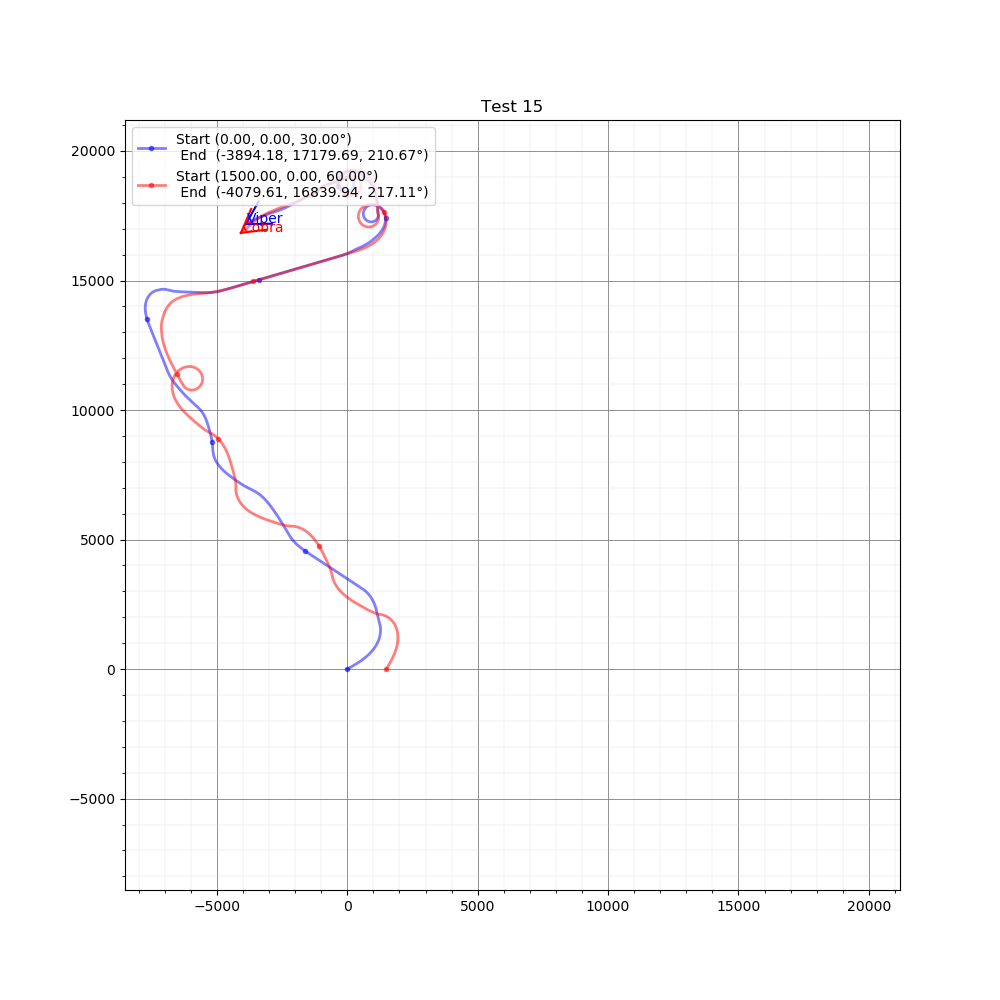 Test 15
Start (0.00, 0.00, 30.00°)
End (-3894.18, 17179.69, 210.67°)
Start (1500.00, 0.00, 60.00°)
End (-4079.61, 16839.94, 217.11°)
Viper
Cobra
20000
15000
10000
5000
0
−5000
−5000 0 5000 10000 15000 20000